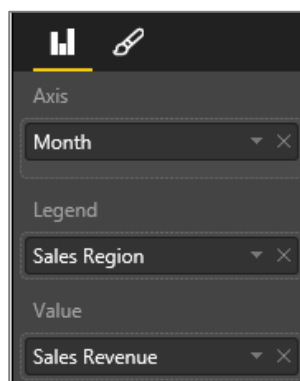 Axis
Month
Legend
Sales Region
Value
Sales Revenue